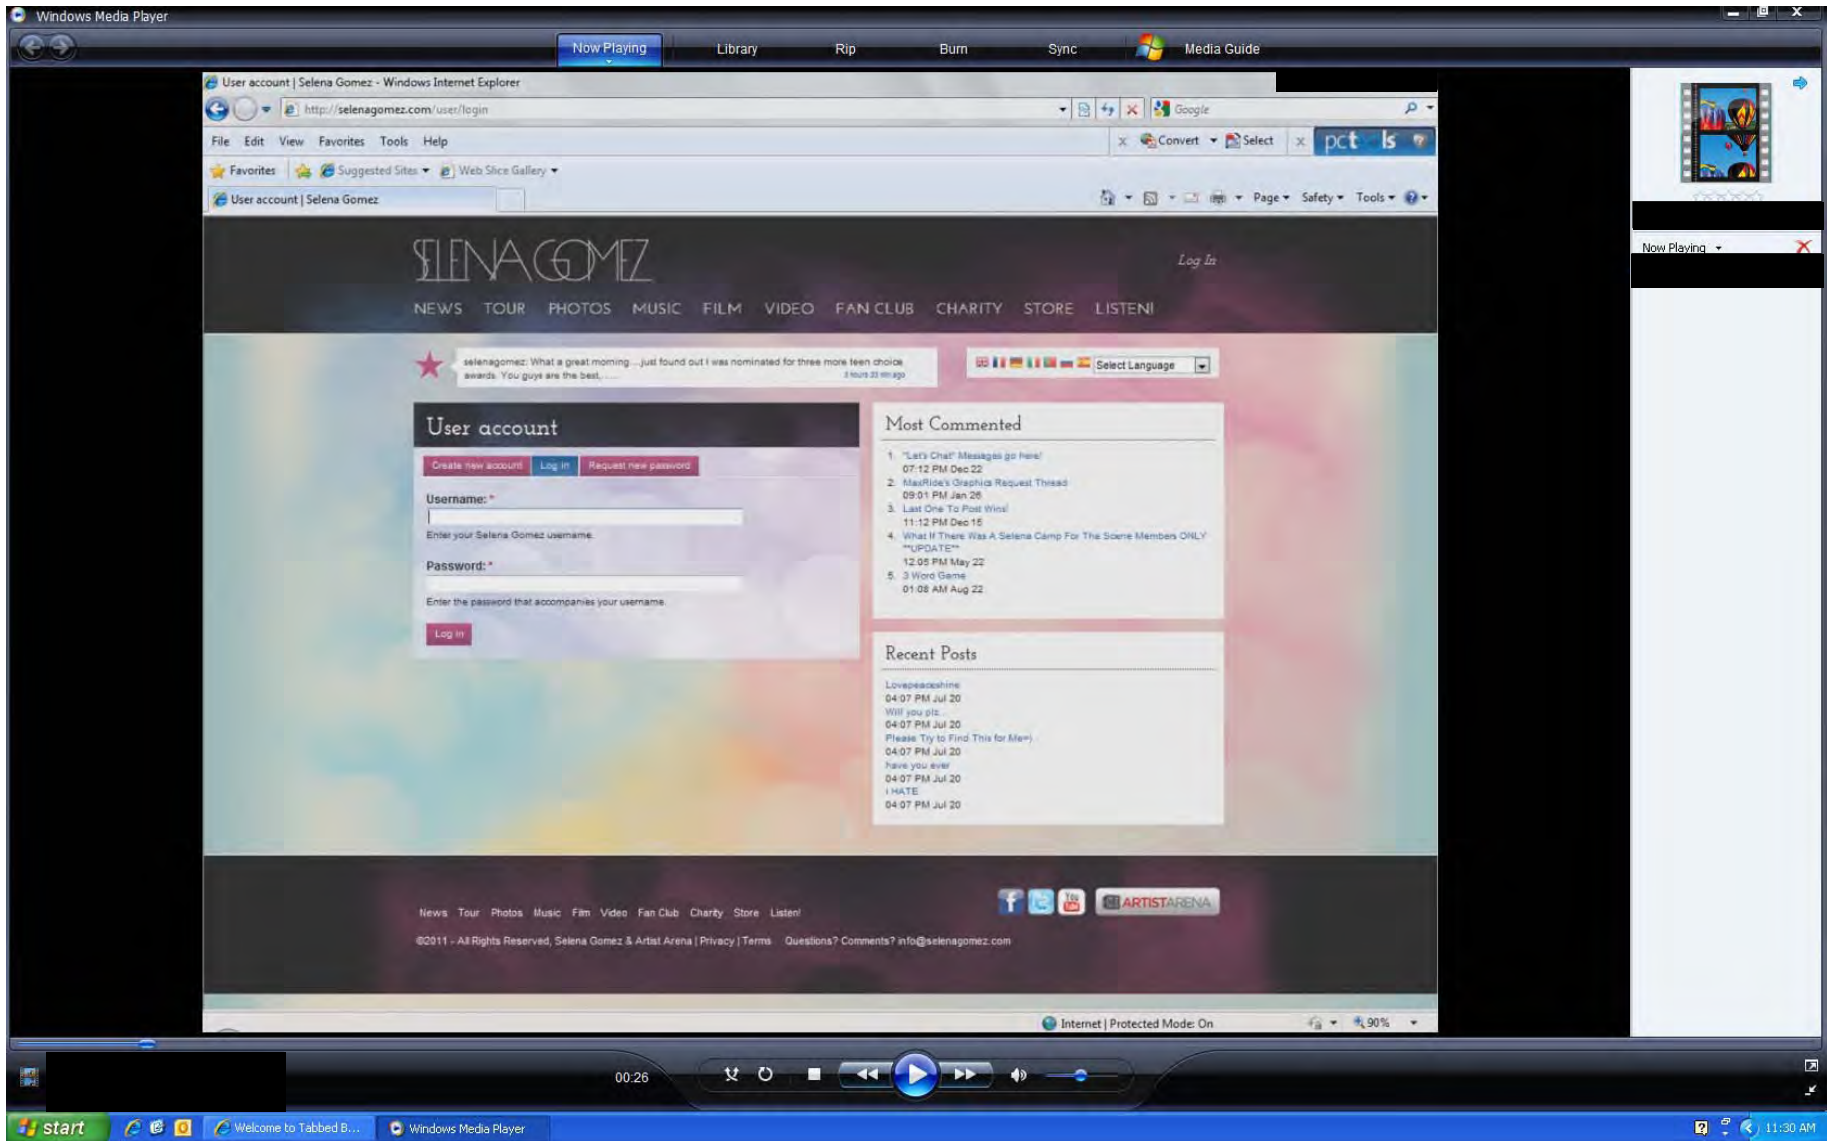 Windows Media Player
Now Playing Library Rip Burn Sync Media Guide
User account | Selena Gomez - Windows Internet Explorer
http://selenagomez.com/user/login Google
File Edit View Favorites Tools Help
Convert Select pct ls
Favorites Suggested Sites Web Slice Gallery
User account | Selena Gomez
Page Safety Tools
Now Playing
SELENA GOMEZ
Log In
NEWS TOUR PHOTOS MUSIC FILM VIDEO FAN CLUB CHARITY STORE LISTEN!
selenagomez: What a great morning....just found out I was nominated for three more teen choice
awards. You guys are the best,
Select Language
User account
Create new account Log in Request new password
Username: *
Enter your Selena Gomez username.
Password: *
Enter the password that accompanies your username.
Log in
Most Commented
1. "Let's Chat" Messages go here!
07:12 PM Dec 22
2. MaxRide's Graphics Request Thread
09:01 PM Jan 26
3. Last One To Post Wins!
11:12 PM Dec 15
4. What If There Was A Selena Camp For The Scene Members ONLY
**UPDATE**
12:05 PM May 22
5. 3 Word Game
01:08 AM Aug 22
Recent Posts
Lovepeaceshine
04:07 PM Jul 20
Will you plz...
04:07 PM Jul 20
Please Try to Find This for Me=)
04:07 PM Jul 20
have you ever
04:07 PM Jul 20
I HATE
04:07 PM Jul 20
News Tour Photos Music Film Video Fan Club Charity Store Listen!
ARTISTARENA
©2011 - All Rights Reserved, Selena Gomez & Artist Arena | Privacy | Terms Questions? Comments? info@selenagomez.com
Internet | Protected Mode: On 90%
00:26
start Welcome to Tabbed B... Windows Media Player 11:30 AM